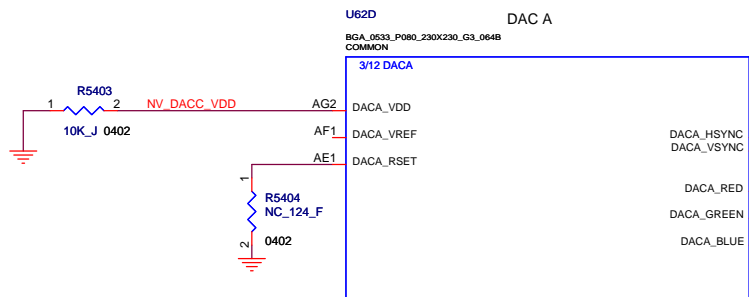 U62D
DAC A
BGA_0533_P080_230X230_G3_064B
COMMON
3/12 DACA
R5403
1
2
NV_DACC_VDD
AG2
DACA_VDD
10K_J 0402
AF1
DACA_VREF
DACA_HSYNC
DACA_VSYNC
AE1
DACA_RSET
1
R5404
NC_124_F
2
0402
DACA_RED
DACA_GREEN
DACA_BLUE